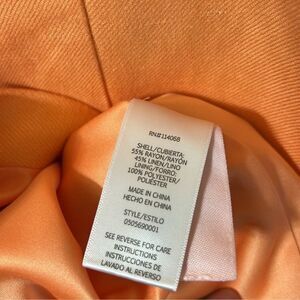 RN#114068
SHELL/CUBIERTA:
55% RAYON/RAYÓN
45% LINEN/LINO
LINING/FORRO:
100% POLYESTER/
POLIÉSTER
MADE IN CHINA
HECHO EN CHINA
STYLE/ESTILO
0505690001
SEE REVERSE FOR CARE
INSTRUCTIONS
INSTRUCCIONES DE
LAVADO AL REVERSO